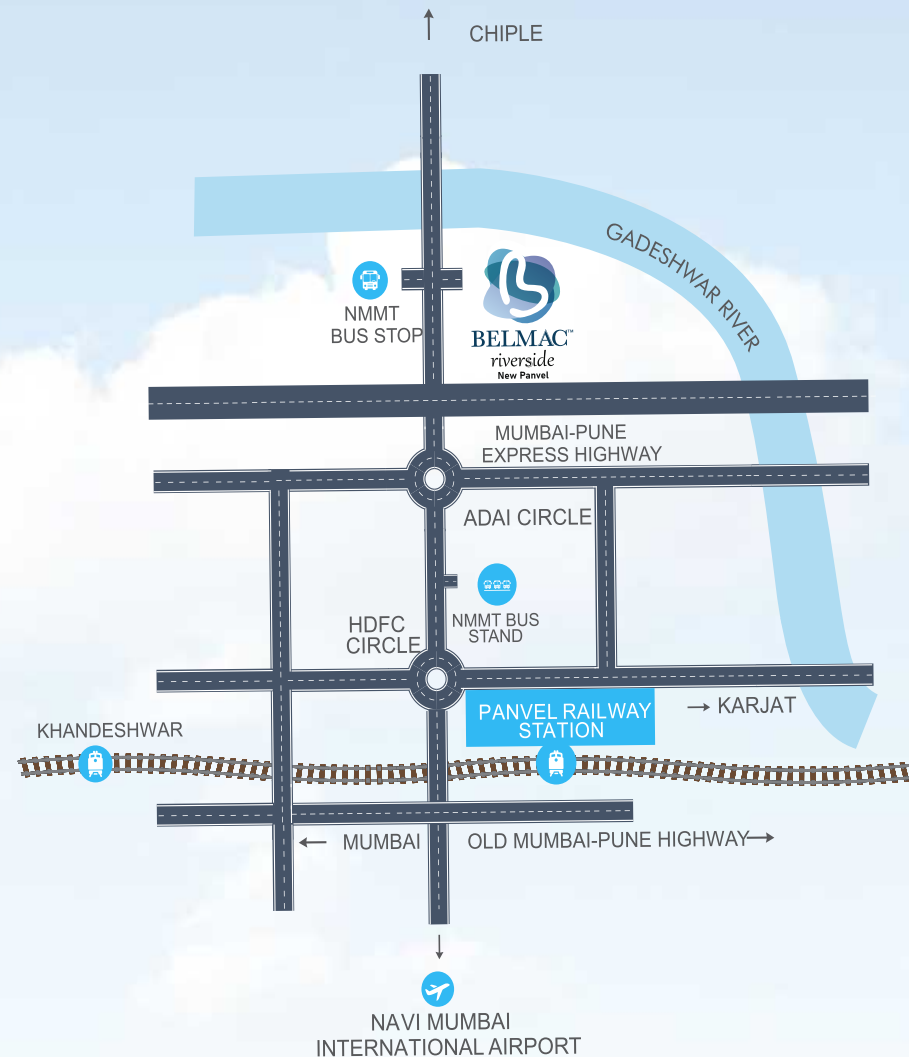 CHIPLE
GADESHWAR RIVER
NMMT
BUS STOP
BELMAC™
riverside
New Panvel
MUMBAI-PUNE
EXPRESS HIGHWAY
ADAI CIRCLE
HDFC
CIRCLE
NMMT BUS
STAND
PANVEL RAILWAY
STATION
KARJAT
KHANDESHWAR
MUMBAI
OLD MUMBAI-PUNE HIGHWAY
NAVI MUMBAI
INTERNATIONAL AIRPORT